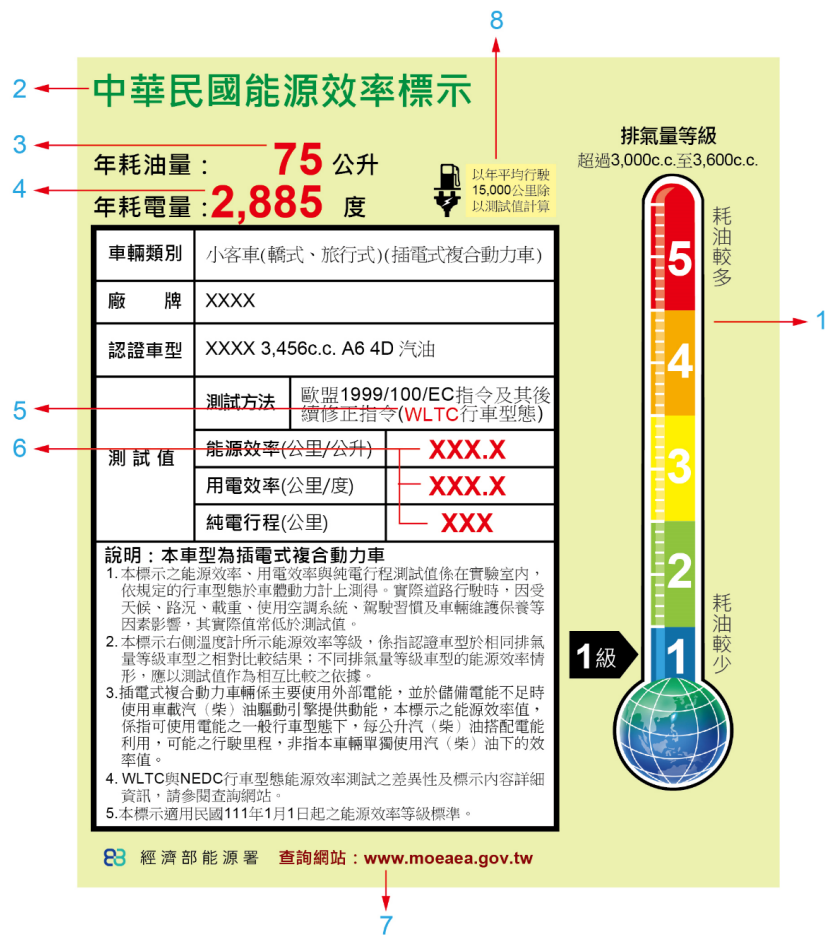 8
2
中華民國能源效率標示
3
年耗油量：75 公升
4
年耗電量：2,885 度
以年平均行駛
15,000公里除
以測試值計算
排氣量等級
超過3,000c.c.至3,600c.c.
車輛類別 小客車(轎式、旅行式)(插電式複合動力車)
廠 牌 XXXX
認證車型 XXXX 3,456c.c. A6 4D 汽油
5
測試值
測試方法 歐盟1999/100/EC指令及其後
續修正指令(WLTC行車型態)
6
能源效率(公里/公升) XXX.X
用電效率(公里/度) XXX.X
純電行程(公里) XXX
說明：本車型為插電式複合動力車
1.本標示之能源效率、用電效率與純電行程測試值係在實驗室內，
依規定的行車型態於車體動力計上測得。實際道路行駛時，因受
天候、路況、載重、使用空調系統、駕駛習慣及車輛維護保養等
因素影響，其實際值常低於測試值。
2.本標示右側溫度計所示能源效率等級，係指認證車型於相同排氣
量等級車型之相對比較結果；不同排氣量等級車型的能源效率情
形，應以測試值作為相互比較之依據。
3.插電式複合動力車輛係主要使用外部電能，並於儲備電能不足時
使用車載汽（柴）油驅動引擎提供動能，本標示之能源效率值，
係指可使用電能之一般行車型態下，每公升汽（柴）油搭配電能
利用，可能之行駛里程，非指本車輛單獨使用汽（柴）油下的效
率值。
4. WLTC與NEDC行車型態能源效率測試之差異性及標示內容詳細
資訊，請參閱查詢網站。
5.本標示適用民國111年1月1日起之能源效率等級標準。
5
耗油較多
1
4
3
2
耗油較少
1級
1
經濟部能源署 查詢網站：www.moeaea.gov.tw
7